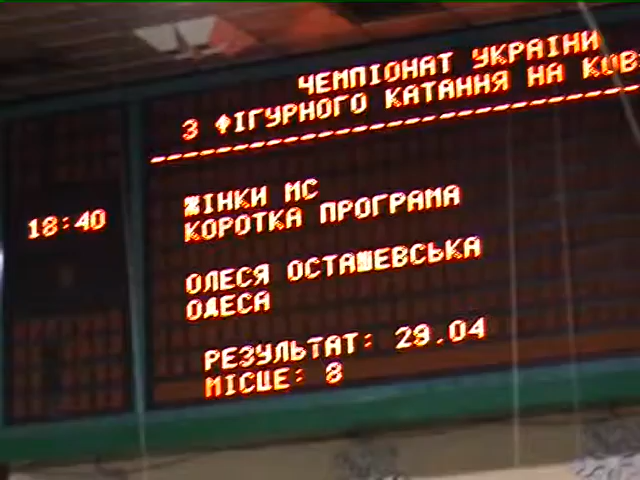 ЧЕМПІОНАТ УКРАЇНИ
З ФІГУРНОГО КАТАННЯ НА КОВ
18:40
ЖІНКИ МС
КОРОТКА ПРОГРАМА
ОЛЕСЯ ОСТАШЕВСЬКА
ОДЕСА
РЕЗУЛЬТАТ: 29.04
МІСЦЕ: 8